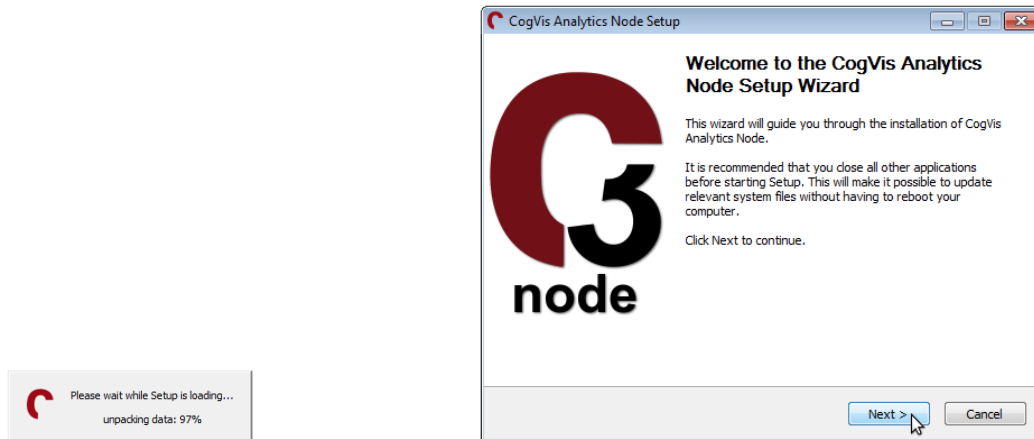 CogVis Analytics Node Setup
Welcome to the CogVis Analytics
Node Setup Wizard
This wizard will guide you through the installation of CogVis
Analytics Node.
It is recommended that you close all other applications
before starting Setup. This will make it possible to update
relevant system files without having to reboot your
computer.
Click Next to continue.
C3
node
Please wait while Setup is loading...
unpacking data: 97%
Next >
Cancel